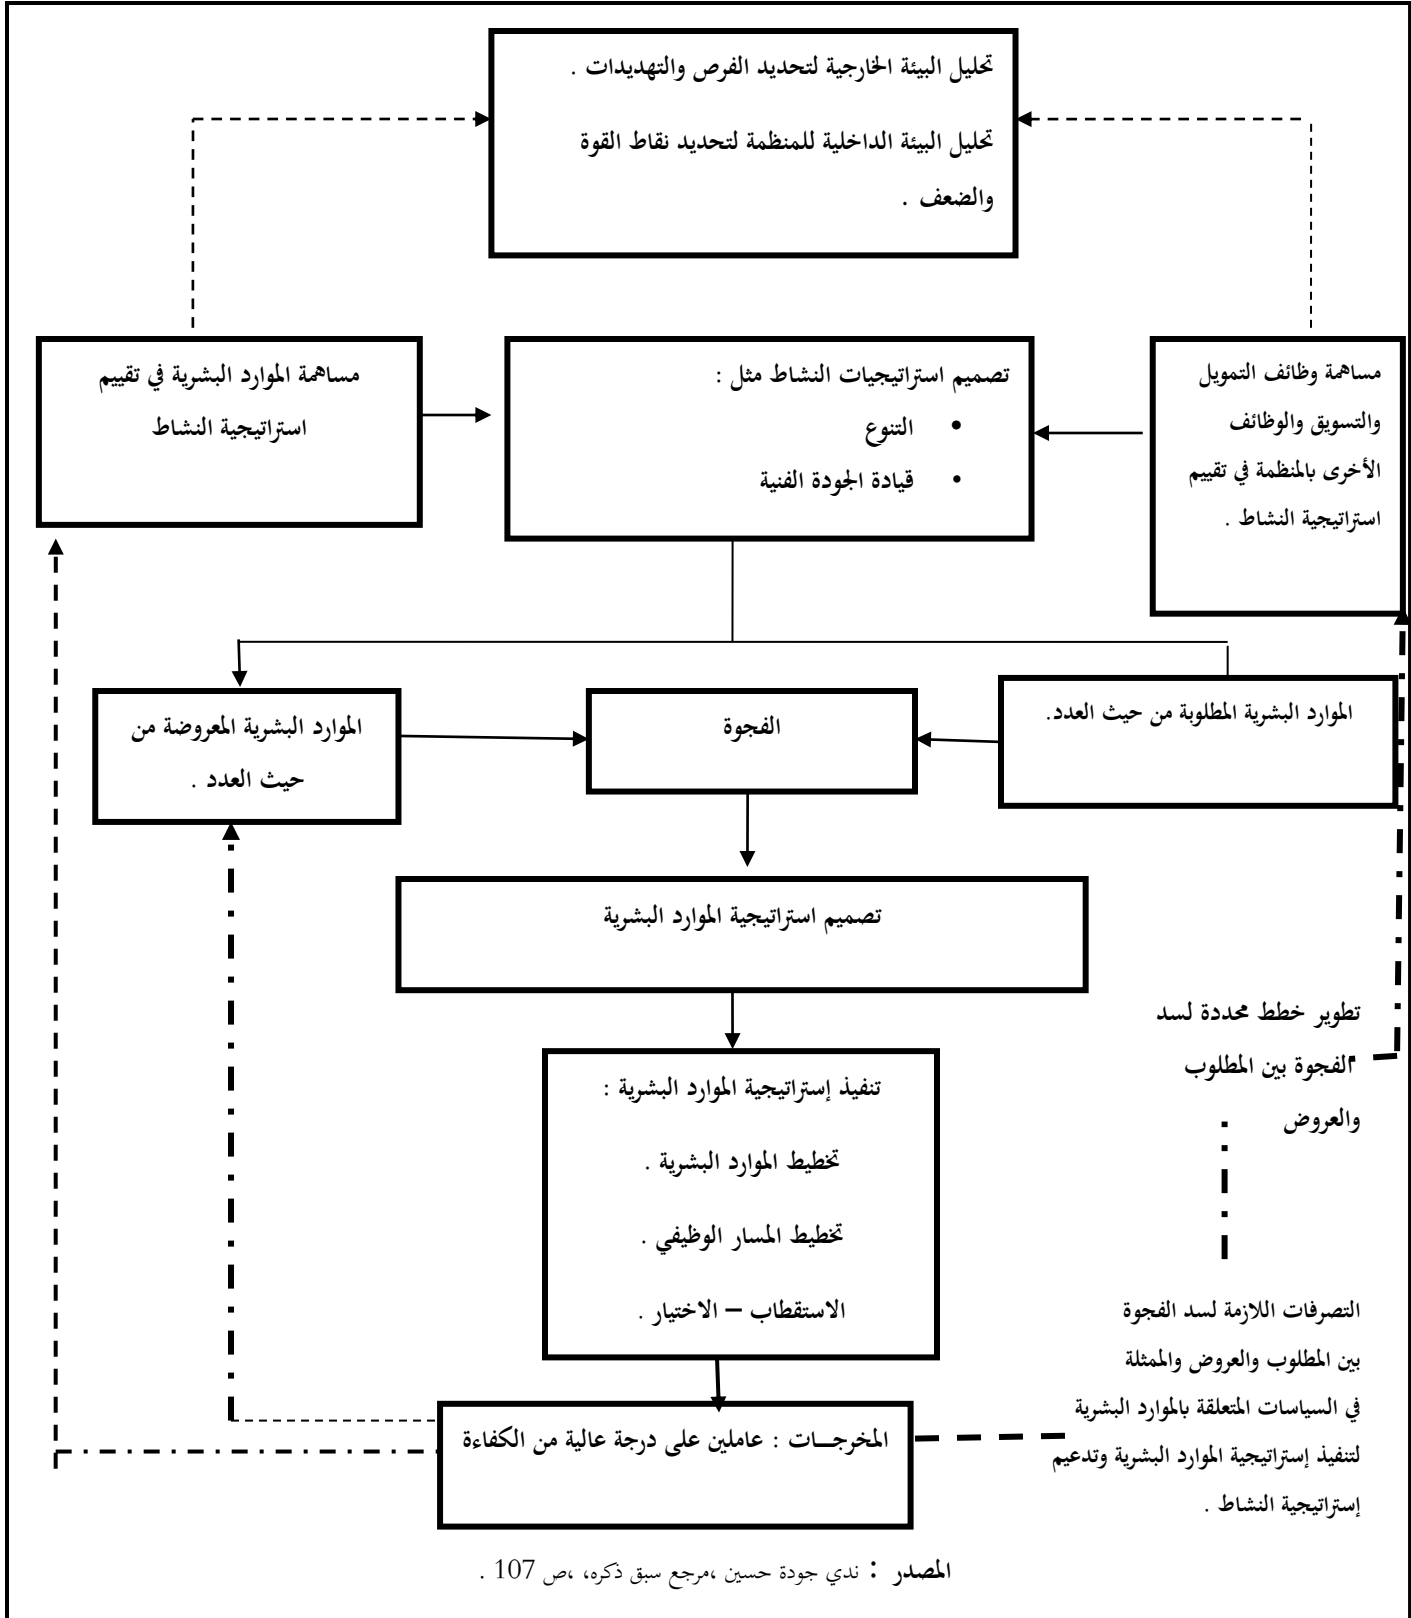 تحليل البيئة الخارجية لتحديد الفرص والتهديدات .
تحليل البيئة الداخلية للمنظمة لتحديد نقاط القوة
والضعف .
مساهمة وظائف التمويل
والتسويق والوظائف
الأخرى بالمنظمة في تقييم
استراتيجية النشاط .
تصميم استراتيجيات النشاط مثل :
• التنوع
• قيادة الجودة الفنية
مساهمة الموارد البشرية في تقييم
استراتيجية النشاط
الموارد البشرية المطلوبة من حيث العدد.
الفجوة
الموارد البشرية المعروضة من
حيث العدد .
تصميم استراتيجية الموارد البشرية
تطوير خطط محددة لسد
الفجوة بين المطلوب
والعروض
تنفيذ إستراتيجية الموارد البشرية :
تخطيط الموارد البشرية .
تخطيط المسار الوظيفي .
الاستقطاب – الاختيار .
التصرفات اللازمة لسد الفجوة
بين المطلوب والعروض والممثلة
في السياسات المتعلقة بالموارد البشرية
لتنفيذ إستراتيجية الموارد البشرية وتدعيم
إستراتيجية النشاط .
المخرجـــات : عاملين على درجة عالية من الكفاءة
المصدر : ندي جودة حسين ،مرجع سبق ذكره، ،ص 107 .